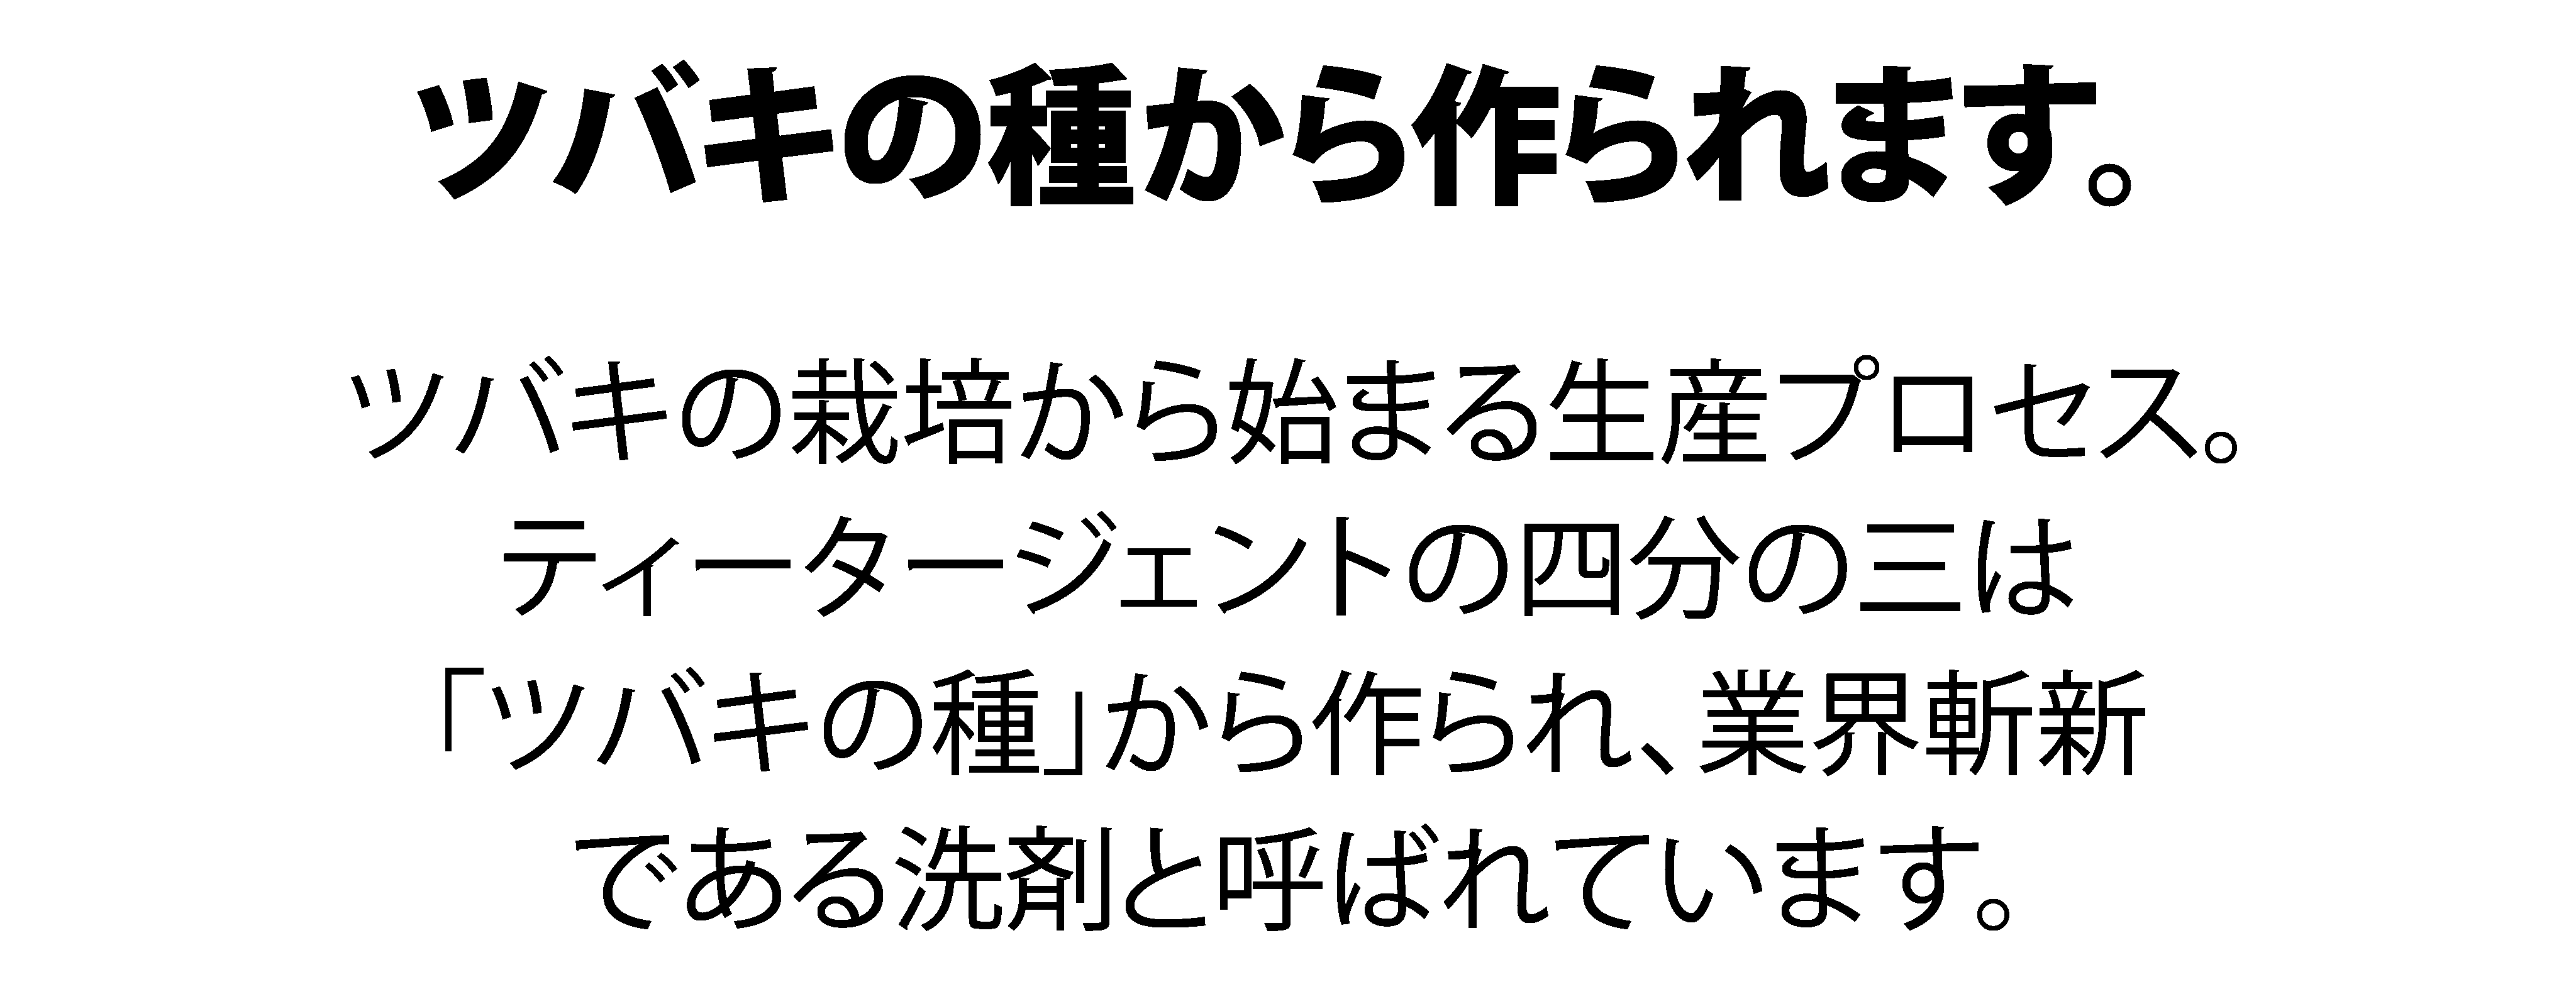 ツバキの種から作られます。
ツバキの栽培から始まる生産プロセス。
ティータージェントの四分の三は
「ツバキの種」から作られ、業界斬新
である洗剤と呼ばれています。